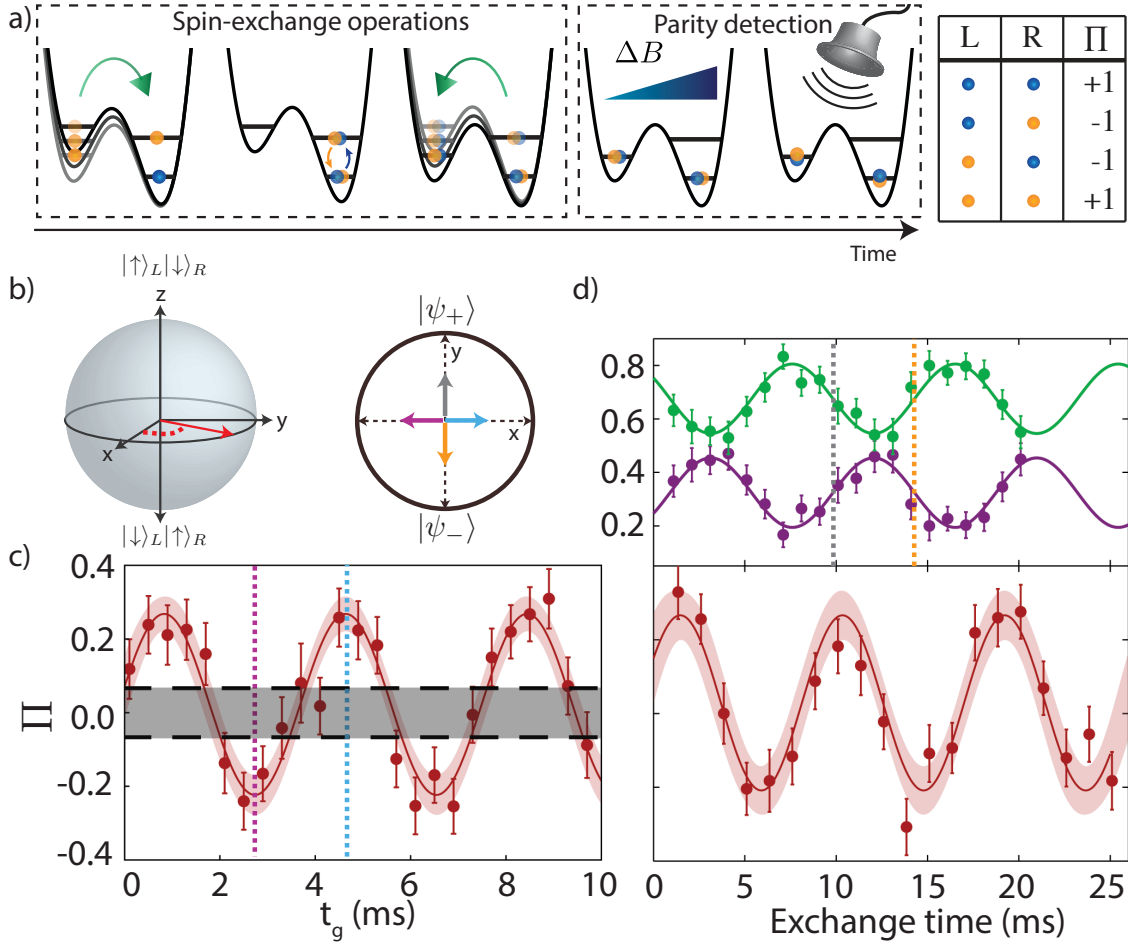 a)
Spin-exchange operations
Parity detection
ΔB
L R Π
+1
-1
-1
+1
Time
b)
|↑⟩L|↓⟩R
z
y
x
|↓⟩L|↑⟩R
|ψ+⟩
y
x
|ψ−⟩
c)
0.4
0.2
0.0
-0.2
-0.4
Π
0 2 4 6 8 10
t_g (ms)
d)
0.8
0.6
0.4
0.2
0 5 10 15 20 25
Exchange time (ms)